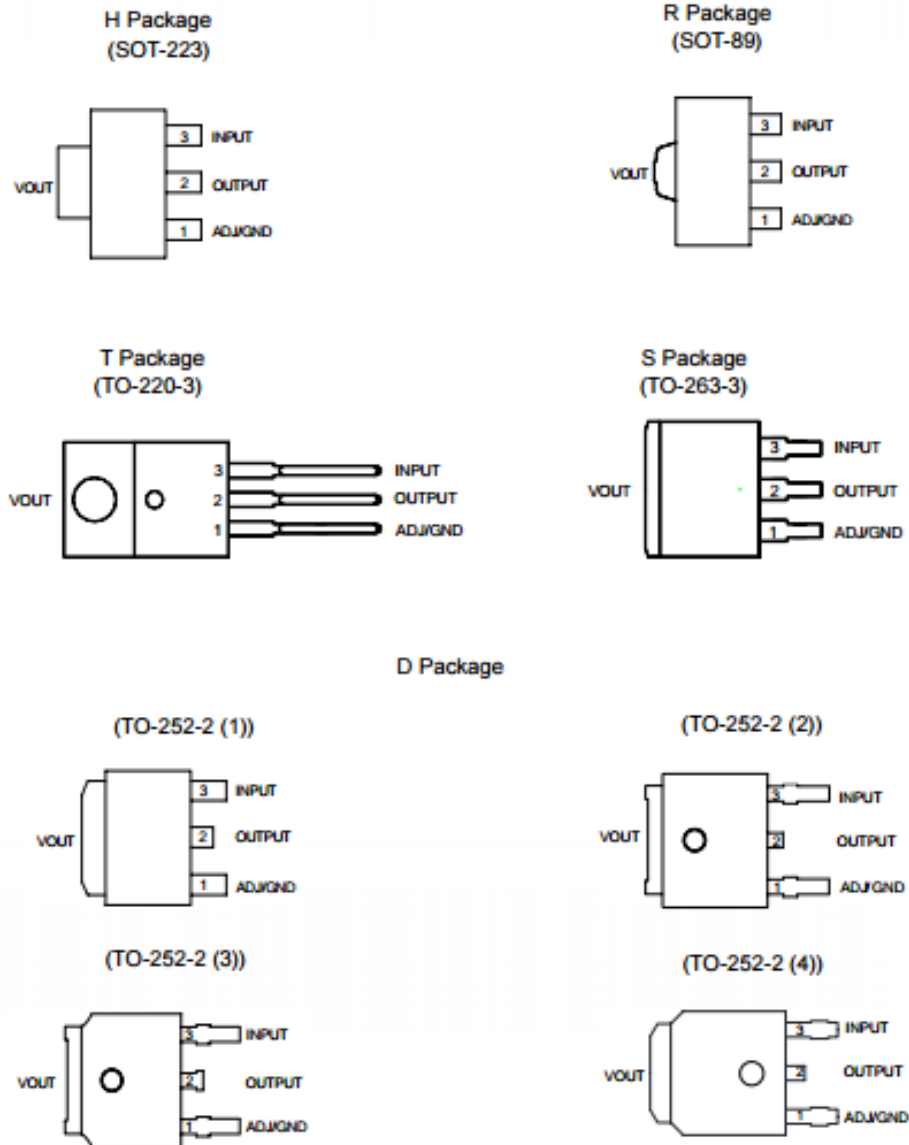 H Package
(SOT-223)
3 INPUT
VOUT
2 OUTPUT
1 ADJ/GND
R Package
(SOT-89)
3 INPUT
VOUT
2 OUTPUT
1 ADJ/GND
T Package
(TO-220-3)
3 INPUT
VOUT
2 OUTPUT
1 ADJ/GND
S Package
(TO-263-3)
3 INPUT
VOUT
2 OUTPUT
1 ADJ/GND
D Package
(TO-252-2 (1))
3 INPUT
VOUT
2 OUTPUT
1 ADJ/GND
(TO-252-2 (2))
3 INPUT
VOUT
2 OUTPUT
1 ADJ/GND
(TO-252-2 (3))
3 INPUT
VOUT
2 OUTPUT
1 ADJ/GND
(TO-252-2 (4))
3 INPUT
VOUT
2 OUTPUT
1 ADJ/GND